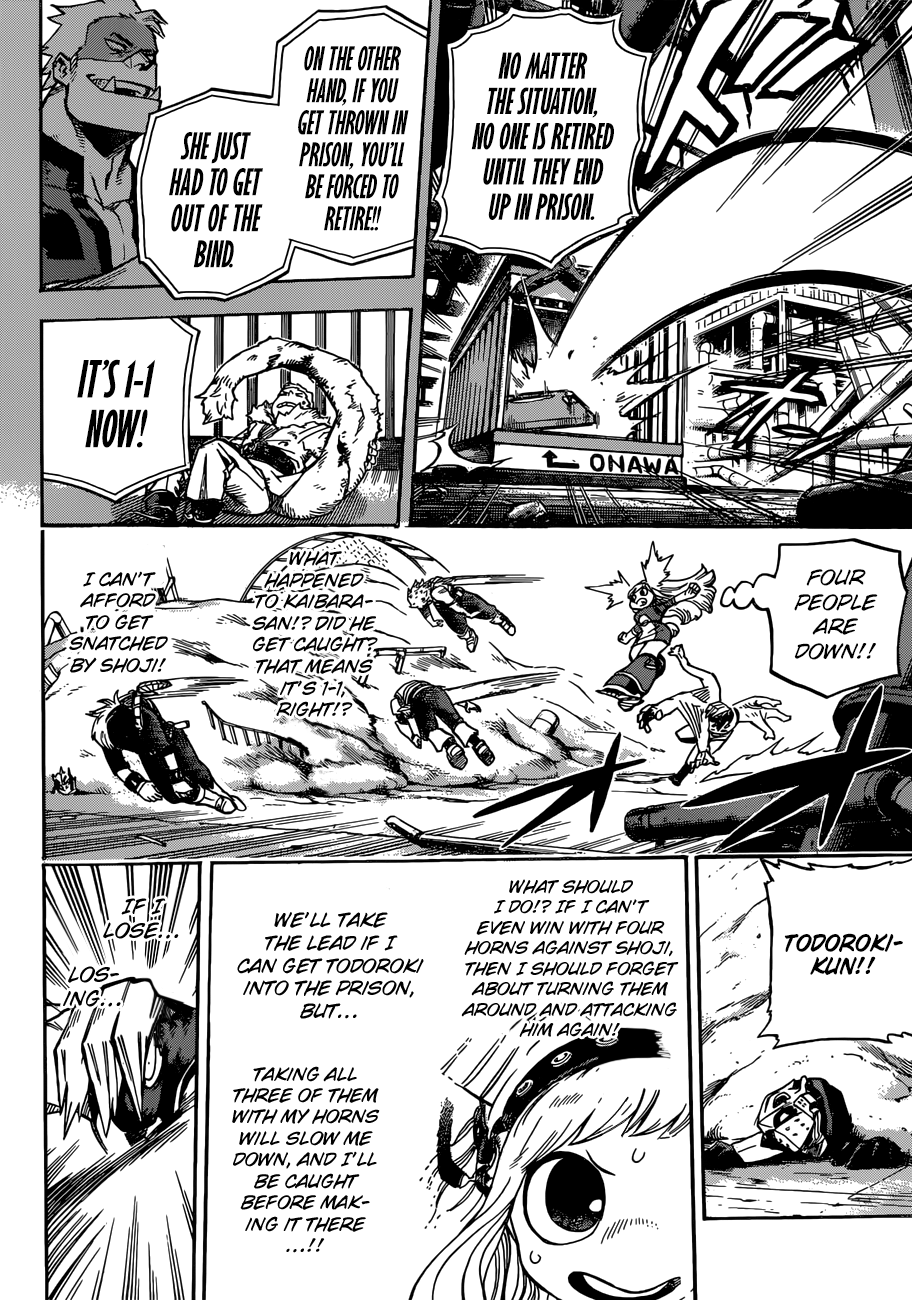 NO MATTER
THE SITUATION,
NO ONE IS RETIRED
UNTIL THEY END
UP IN PRISON.
ドド
ONAWA
ON THE OTHER
HAND, IF YOU
GET THROWN IN
PRISON, YOU'LL
BE FORCED TO
RETIRE!!
SHE JUST
HAD TO GET
OUT OF THE
BIND.
IT'S 1-1
NOW!
FOUR
PEOPLE
ARE
DOWN!!
WHAT
HAPPENED
TO KAIBARA-
SAN!? DID HE
GET CAUGHT?
THAT MEANS
IT'S 1-1,
RIGHT!?
I CAN'T
AFFORD
TO GET
SNATCHED
BY SHOJI!
TODOROKI-
KUN!!
WHAT SHOULD
I DO!? IF I CAN'T
EVEN WIN WITH FOUR
HORNS AGAINST SHOJI,
THEN I SHOULD FORGET
ABOUT TURNING THEM
AROUND AND ATTACKING
HIM AGAIN!
WE'LL TAKE
THE LEAD IF I
CAN GET TODOROKI
INTO THE PRISON,
BUT...
TAKING ALL
THREE OF THEM
WITH MY HORNS
WILL SLOW ME
DOWN, AND I'LL
BE CAUGHT
BEFORE MAK-
ING IT THERE
...!!
IF I
LOSE...
LOS-
ING...